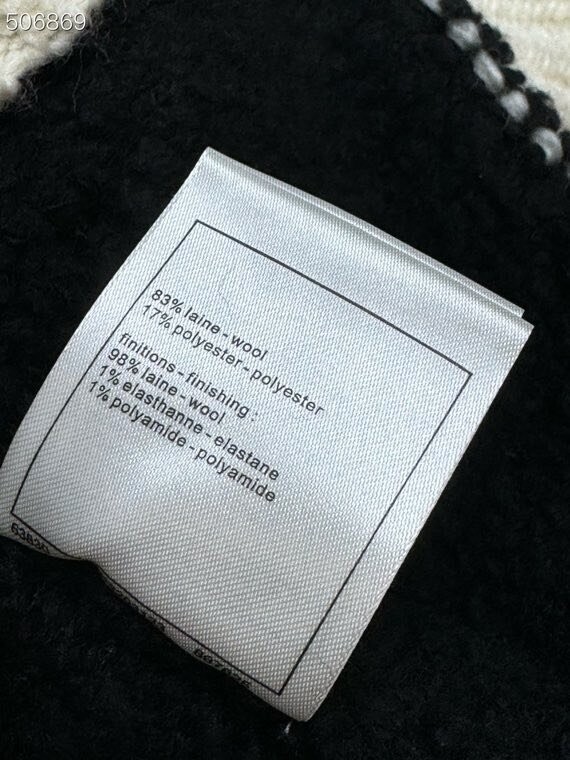 506869
83% laine - wool
17% polyester - polyester
finitions - finishing :
98% laine - wool
1% elasthanne - elastane
1% polyamide - polyamide